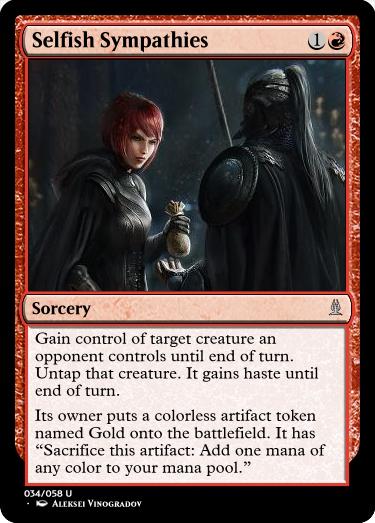 Selfish Sympathies 1
Sorcery
Gain control of target creature an
opponent controls until end of turn.
Untap that creature. It gains haste until
end of turn.
Its owner puts a colorless artifact token
named Gold onto the battlefield. It has
“Sacrifice this artifact: Add one mana of
any color to your mana pool.”
034/058 U
· Aleksei Vinogradov